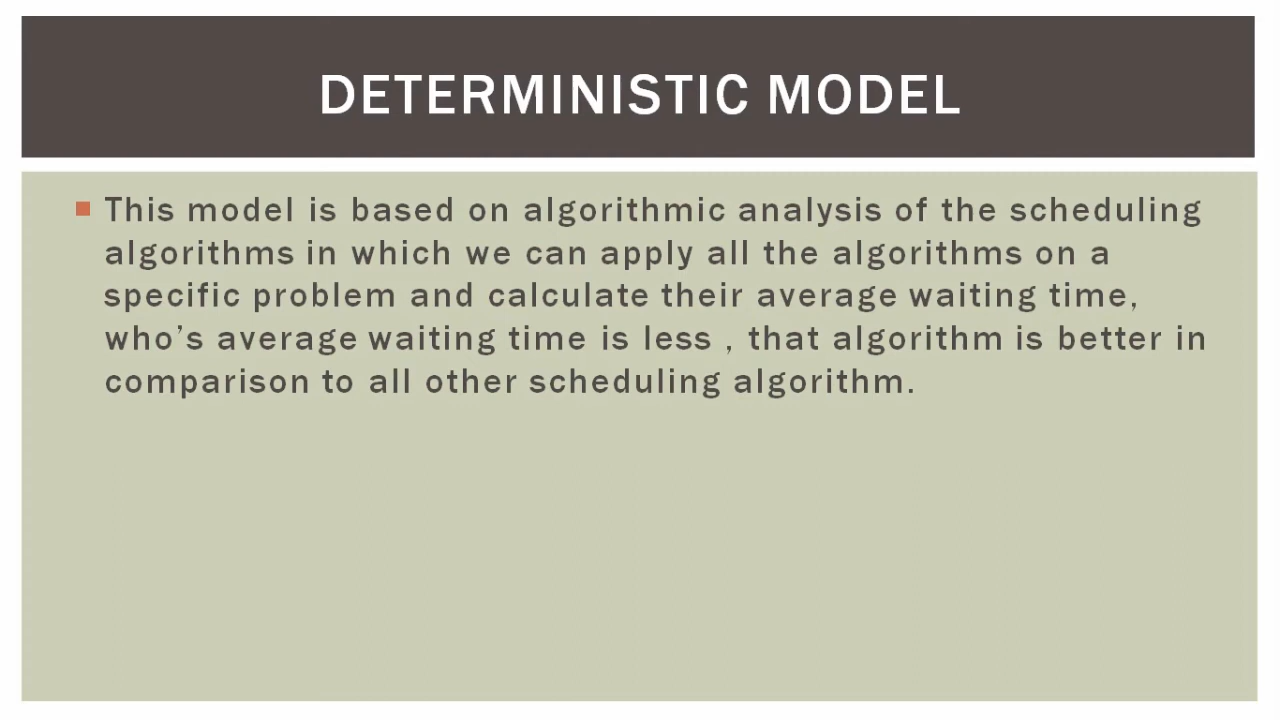 DETERMINISTIC MODEL
This model is based on algorithmic analysis of the scheduling
algorithms in which we can apply all the algorithms on a
specific problem and calculate their average waiting time,
who’s average waiting time is less , that algorithm is better in
comparison to all other scheduling algorithm.